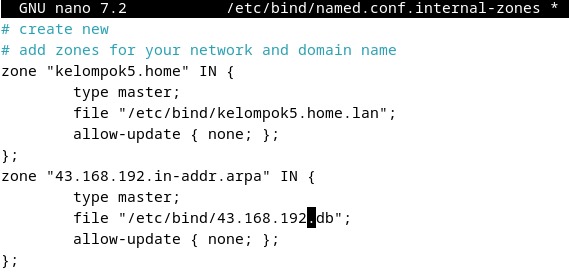 GNU nano 7.2 /etc/bind/named.conf.internal-zones *
# create new
# add zones for your network and domain name
zone "kelompok5.home" IN {
        type master;
        file "/etc/bind/kelompok5.home.lan";
        allow-update { none; };
};
zone "43.168.192.in-addr.arpa" IN {
        type master;
        file "/etc/bind/43.168.192.db";
        allow-update { none; };
};